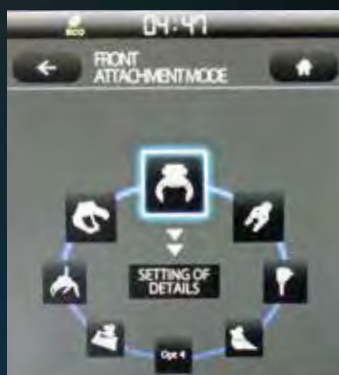 ECO
04:47
FRONT
ATTACHMENT MODE
SETTING OF
DETAILS
Opt 4